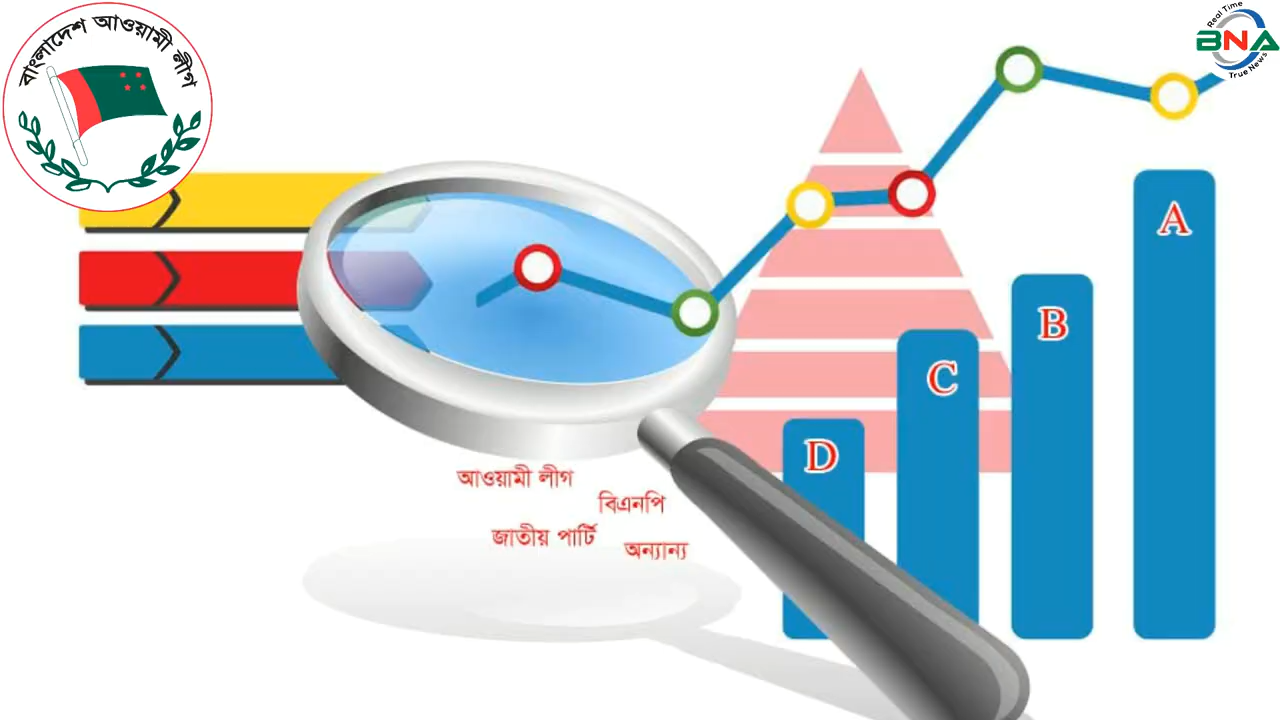 বাংলাদেশ আওয়ামী লীগ
Real Time
BNA
True News
A
B
C
D
আওয়ামী লীগ
বিএনপি
জাতীয় পার্টি
অন্যান্য